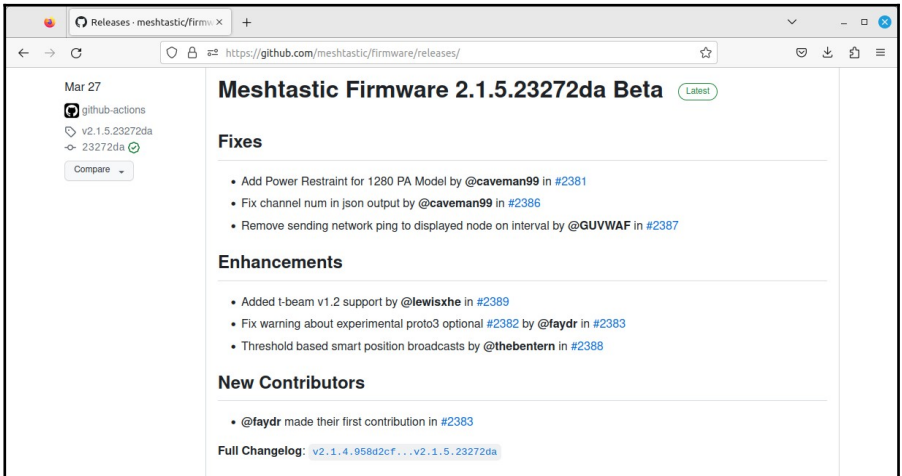 Releases · meshtastic/firmw
https://github.com/meshtastic/firmware/releases/
Mar 27
github-actions
v2.1.5.23272da
23272da
Compare
Meshtastic Firmware 2.1.5.23272da Beta
Latest
Fixes
Add Power Restraint for 1280 PA Model by @caveman99 in #2381
Fix channel num in json output by @caveman99 in #2386
Remove sending network ping to displayed node on interval by @GUVWAF in #2387
Enhancements
Added t-beam v1.2 support by @lewisxhe in #2389
Fix warning about experimental proto3 optional #2382 by @faydr in #2383
Threshold based smart position broadcasts by @thebentern in #2388
New Contributors
@faydr made their first contribution in #2383
Full Changelog: v2.1.4.958d2cf...v2.1.5.23272da